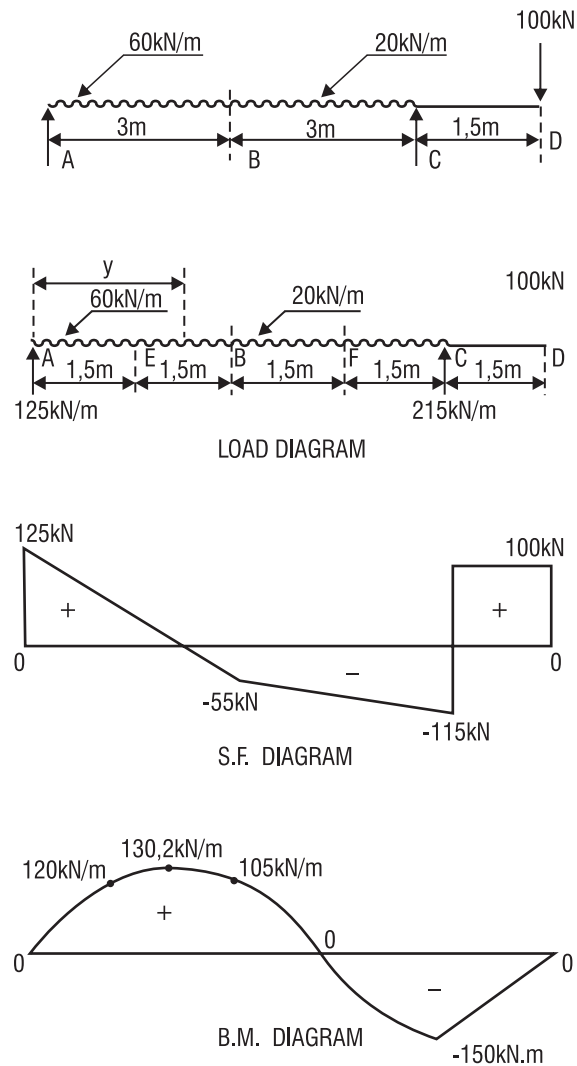 100kN
60kN/m 20kN/m
3m 3m 1,5m
A B C D
y
60kN/m 20kN/m 100kN
A E B F C D
1,5m 1,5m 1,5m 1,5m 1,5m
125kN/m 215kN/m
LOAD DIAGRAM
125kN 100kN
+ +
0 − 0
-55kN
-115kN
S.F. DIAGRAM
130,2kN/m
120kN/m 105kN/m
+
0 0 0
−
B.M. DIAGRAM
-150kN.m